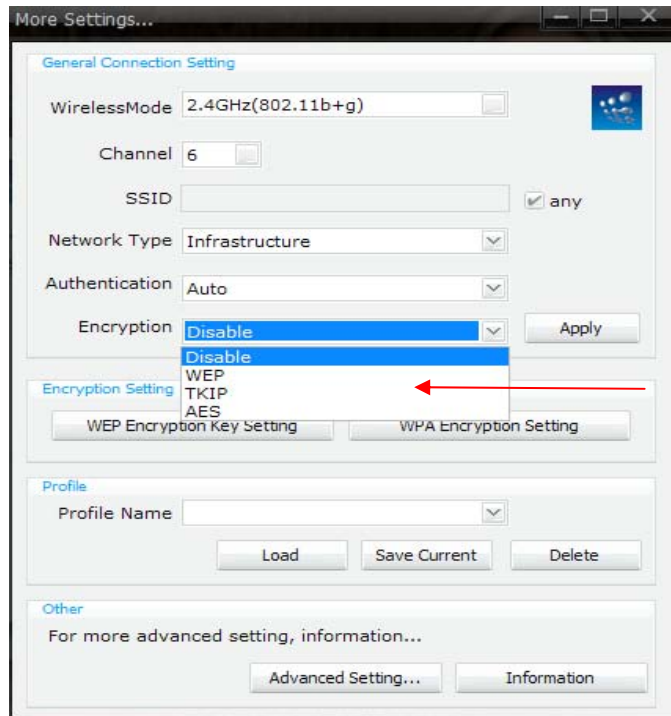 More Settings...
General Connection Setting
WirelessMode 2.4GHz(802.11b+g)
Channel 6
SSID any
Network Type Infrastructure
Authentication Auto
Encryption Disable Apply
Disable
WEP
TKIP
AES
Encryption Setting
WEP Encryption Key Setting WPA Encryption Setting
Profile
Profile Name
Load Save Current Delete
Other
For more advanced setting, information...
Advanced Setting... Information